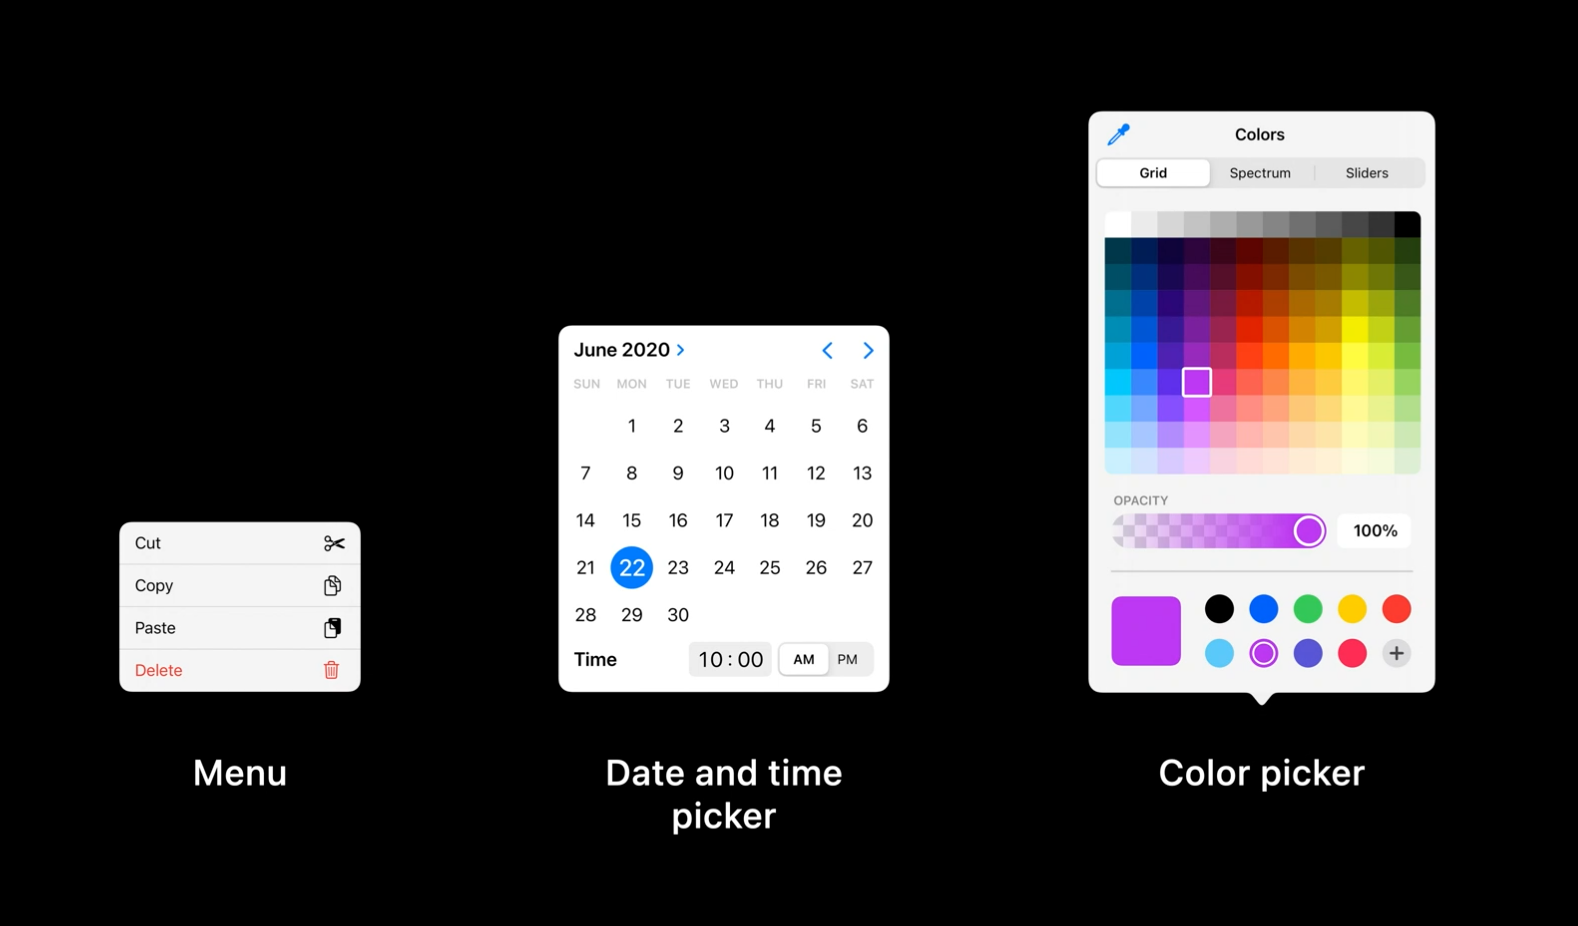 Cut
Copy
Paste
Delete
Menu
June 2020
SUN MON TUE WED THU FRI SAT
1 2 3 4 5 6
7 8 9 10 11 12 13
14 15 16 17 18 19 20
21 22 23 24 25 26 27
28 29 30
Time 10:00 AM PM
Date and time
picker
Colors
Grid Spectrum Sliders
OPACITY
100%
Color picker